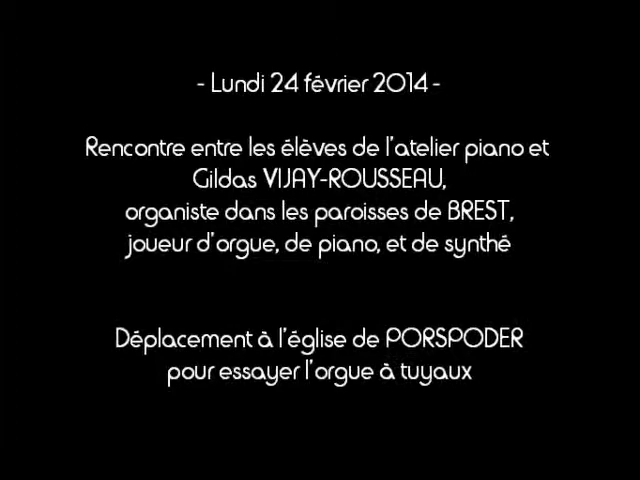 - Lundi 24 février 2014 -
Rencontre entre les élèves de l'atelier piano et
Gildas VIJAY-ROUSSEAU,
organiste dans les paroisses de BREST,
joueur d'orgue, de piano, et de synthé
Déplacement à l'église de PORSPODER
pour essayer l'orgue à tuyaux